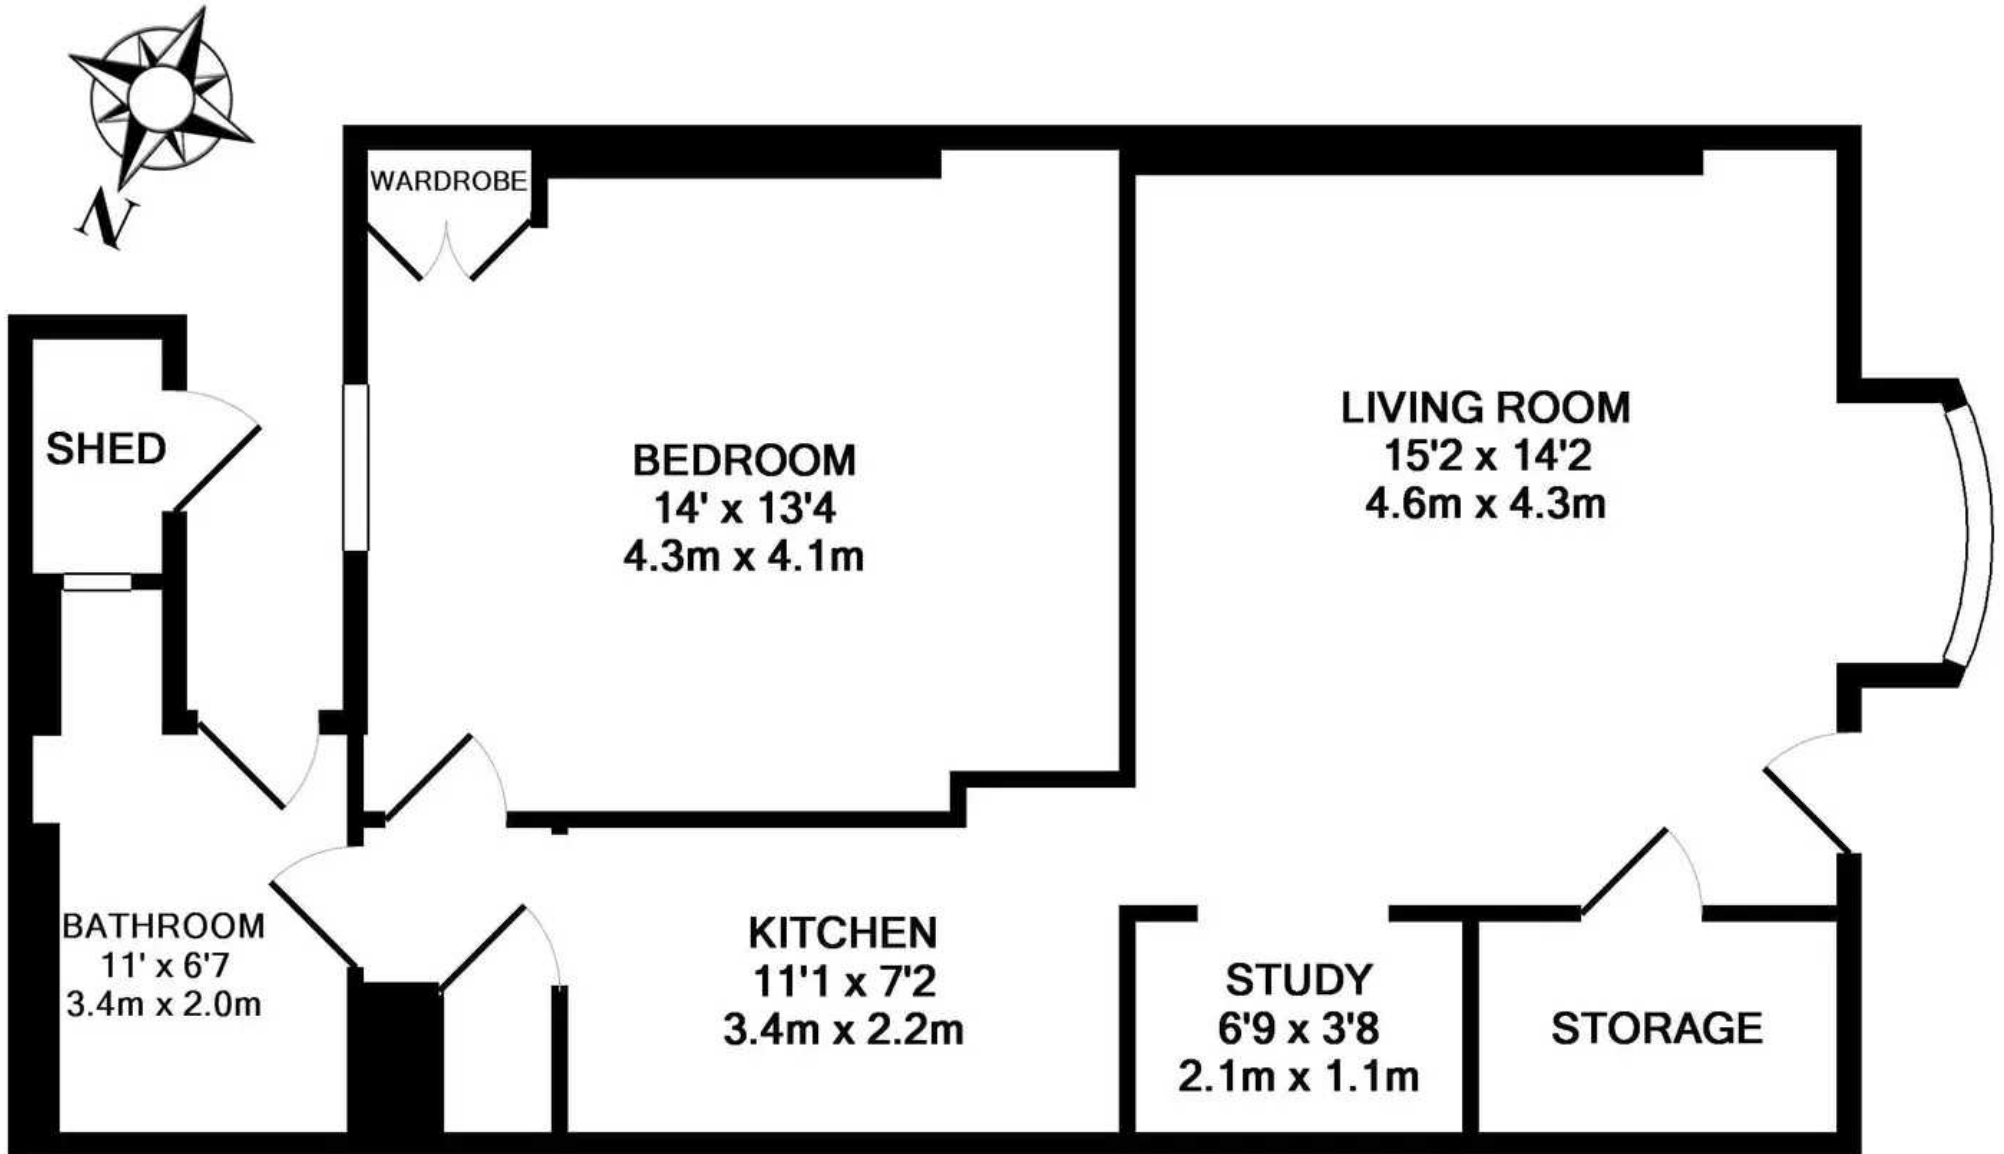 N
WARDROBE
SHED
BEDROOM
14' x 13'4
4.3m x 4.1m
LIVING ROOM
15'2 x 14'2
4.6m x 4.3m
BATHROOM
11' x 6'7
3.4m x 2.0m
KITCHEN
11'1 x 7'2
3.4m x 2.2m
STUDY
6'9 x 3'8
2.1m x 1.1m
STORAGE